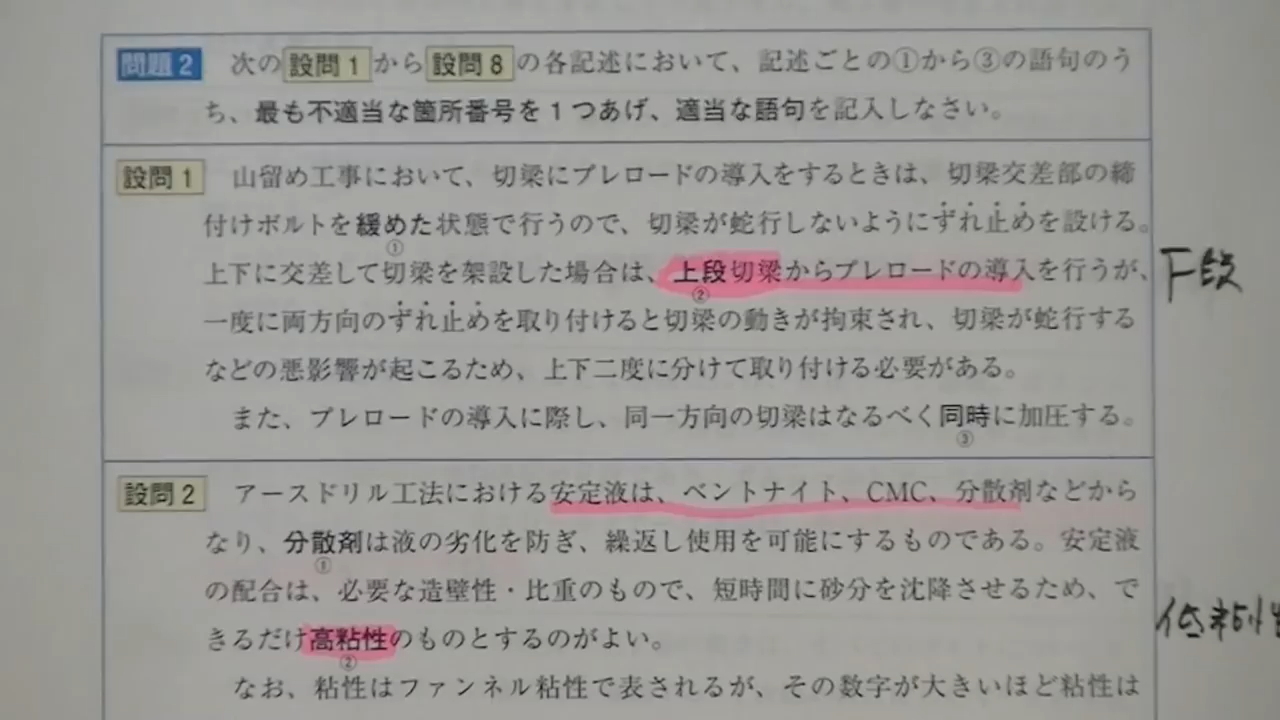 問題2 次の設問1から設問8の各記述において、記述ごとの①から③の語句のう
ち、最も不適当な箇所番号を1つあげ、適当な語句を記入しなさい。
設問1 山留め工事において、切梁にプレロードの導入をするときは、切梁交差部の締
付けボルトを緩めた状態で行うので、切梁が蛇行しないようにずれ止めを設ける。
①
上下に交差して切梁を架設した場合は、上段切梁からプレロードの導入を行うが、
②
下段
一度に両方向のずれ止めを取り付けると切梁の動きが拘束され、切梁が蛇行する
などの悪影響が起こるため、上下二度に分けて取り付ける必要がある。
また、プレロードの導入に際し、同一方向の切梁はなるべく同時に加圧する。
③
設問2 アースドリル工法における安定液は、ベントナイト、CMC、分散剤などから
なり、分散剤は液の劣化を防ぎ、繰返し使用を可能にするものである。安定液
①
の配合は、必要な造壁性・比重のもので、短時間に砂分を沈降させるため、で
きるだけ高粘性のものとするのがよい。
②
低粘
なお、粘性はファンネル粘性で表されるが、その数字が大きいほど粘性は